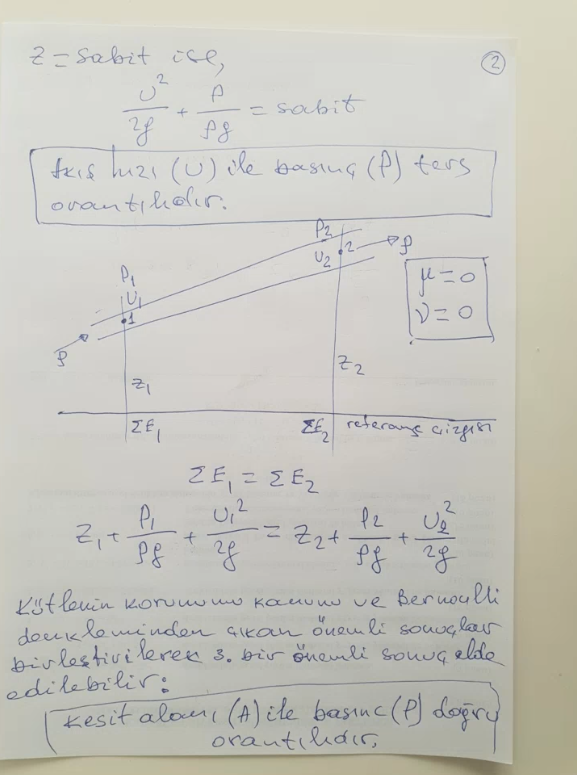 z = sabit ise,
②
U²/2g + P/ρg = sabit
Akış hızı (U) ile basınç (P) ters
orantılıdır.
P₂
U₂ 2 ρ
P₁
U₁
1
ρ
μ = 0
ν = 0
Z₁
Z₂
ΣE₁ ΣE₂ referans çizgisi
ΣE₁ = ΣE₂
Z₁ + P₁/ρg + U₁²/2g = Z₂ + P₂/ρg + U₂²/2g
Kütlenin korunumu kanunu ve Bernoulli
denkleminden çıkan önemli sonuçlar
birleştirilerek 3. bir önemli sonuç elde
edilebilir:
Kesit alanı (A) ile basınc (P) doğru
orantılıdır.